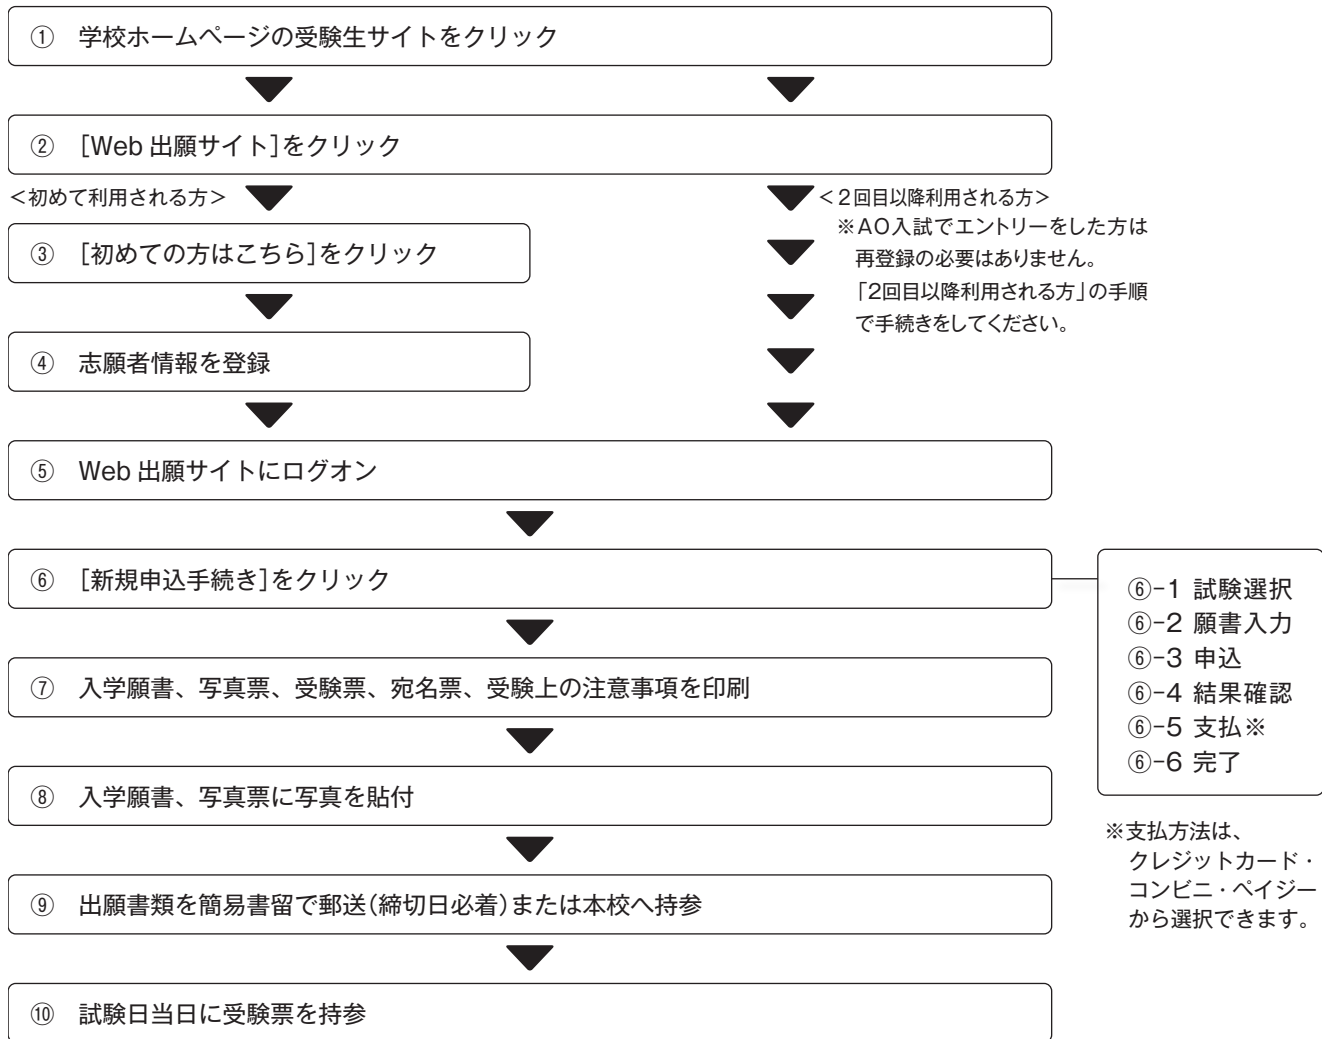 ① 学校ホームページの受験生サイトをクリック
② [Web 出願サイト]をクリック
<初めて利用される方>
<2回目以降利用される方>
※AO入試でエントリーをした方は
再登録の必要はありません。
「2回目以降利用される方」の手順
で手続きをしてください。
③ [初めての方はこちら]をクリック
④ 志願者情報を登録
⑤ Web 出願サイトにログオン
⑥ [新規申込手続き]をクリック
⑥-1 試験選択
⑥-2 願書入力
⑥-3 申込
⑥-4 結果確認
⑥-5 支払※
⑥-6 完了
※支払方法は、
クレジットカード・
コンビニ・ペイジー
から選択できます。
⑦ 入学願書、写真票、受験票、宛名票、受験上の注意事項を印刷
⑧ 入学願書、写真票に写真を貼付
⑨ 出願書類を簡易書留で郵送(締切日必着)または本校へ持参
⑩ 試験日当日に受験票を持参